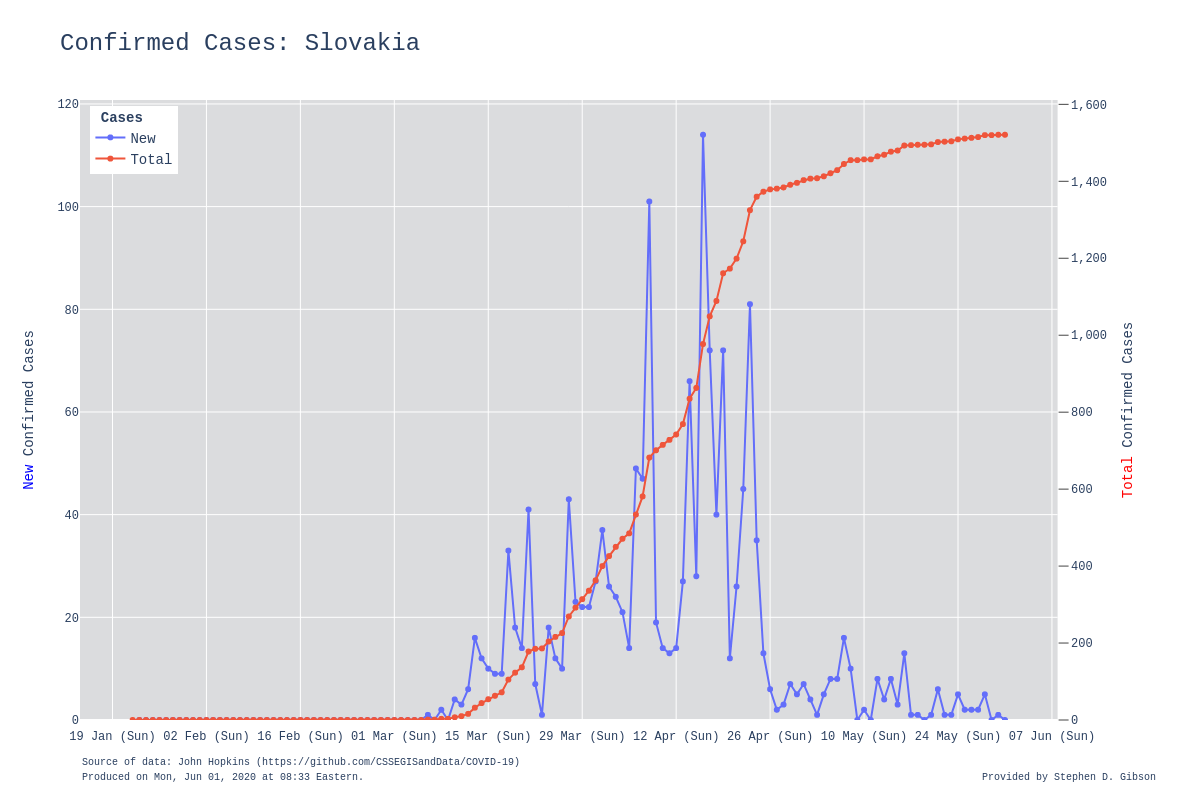 Confirmed Cases: Slovakia
Cases
New
Total
120
100
80
60
40
20
0
New Confirmed Cases
1,600
1,400
1,200
1,000
800
600
400
200
0
Total Confirmed Cases
19 Jan (Sun) 02 Feb (Sun) 16 Feb (Sun) 01 Mar (Sun) 15 Mar (Sun) 29 Mar (Sun) 12 Apr (Sun) 26 Apr (Sun) 10 May (Sun) 24 May (Sun) 07 Jun (Sun)
Source of data: John Hopkins (https://github.com/CSSEGISandData/COVID-19)
Produced on Mon, Jun 01, 2020 at 08:33 Eastern.
Provided by Stephen D. Gibson